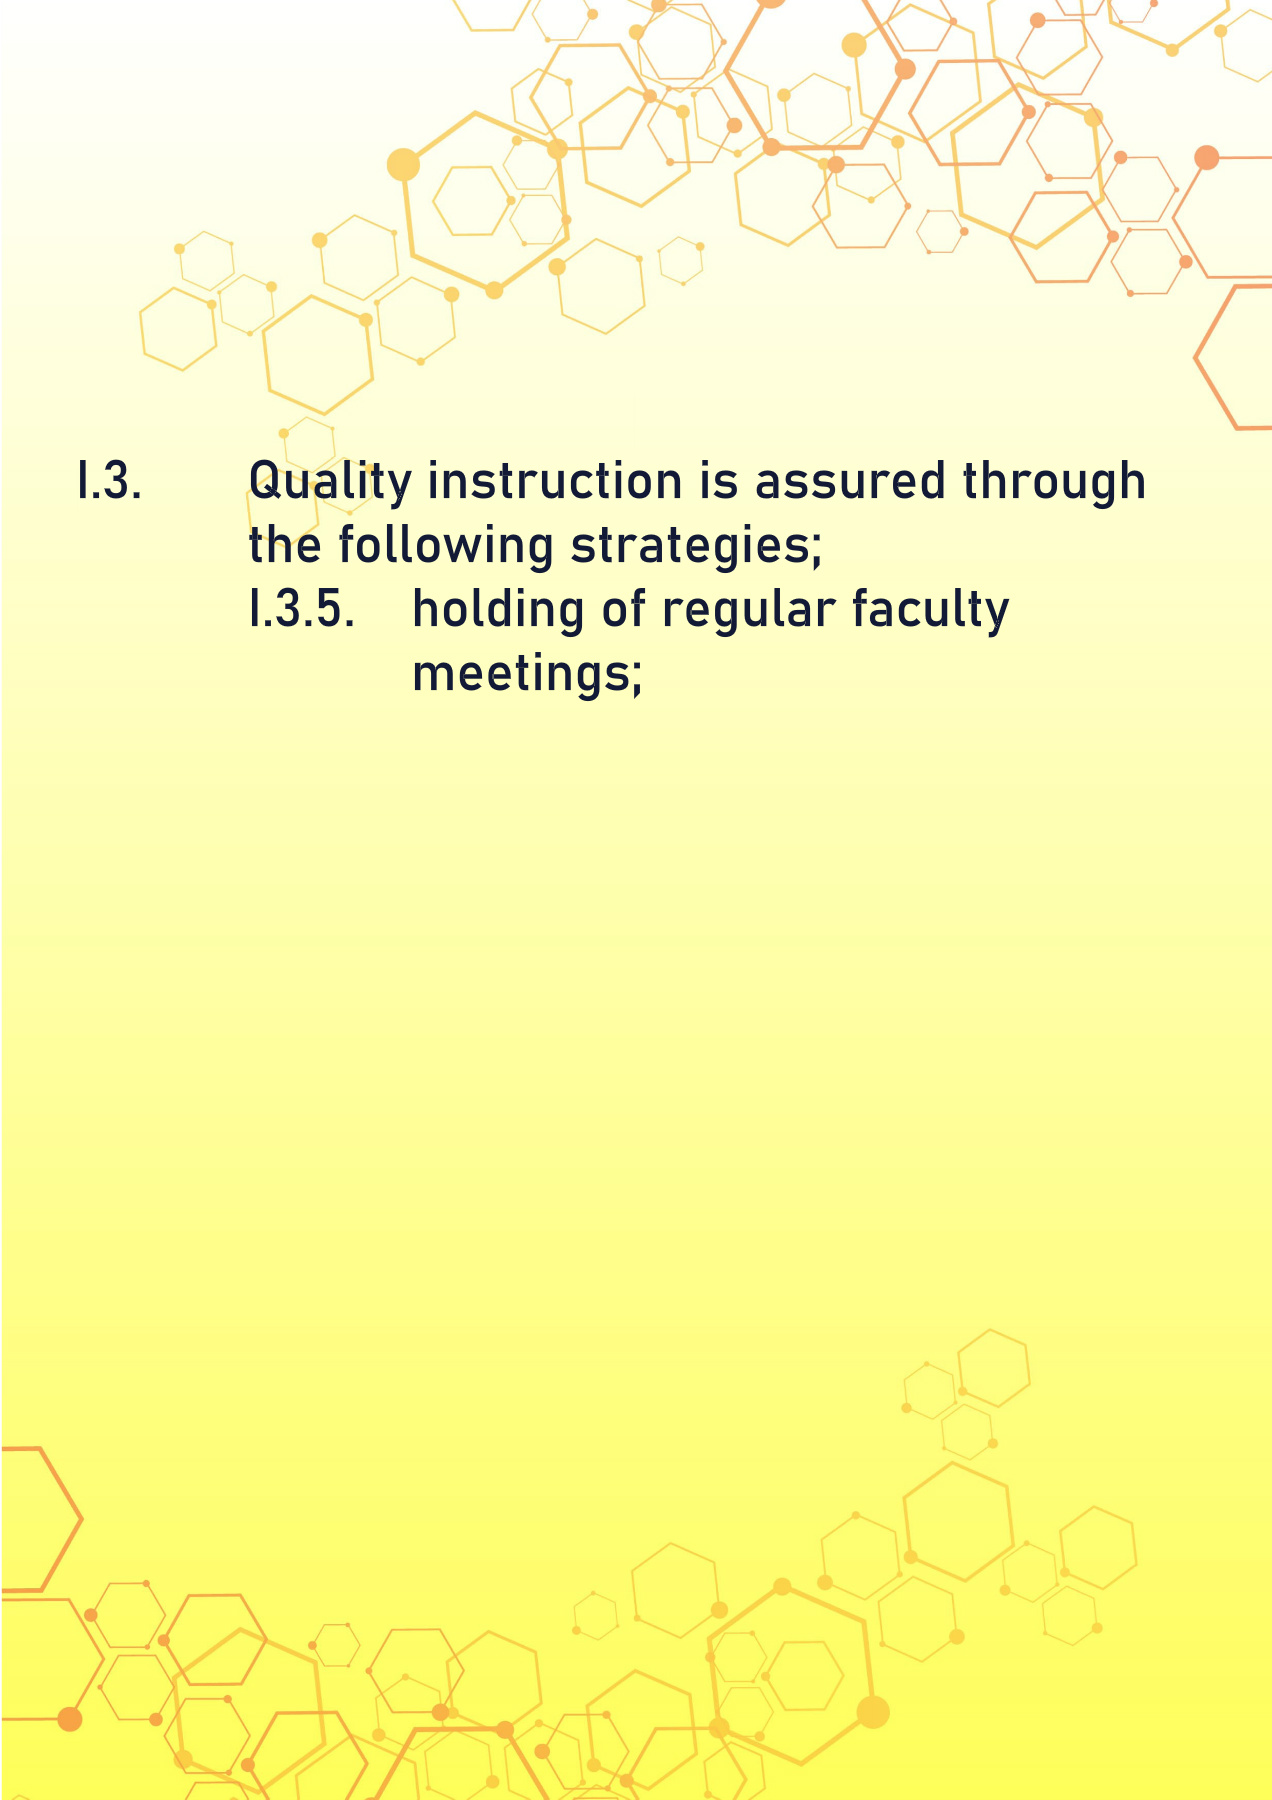 I.3. Quality instruction is assured through
the following strategies;
I.3.5. holding of regular faculty
meetings;